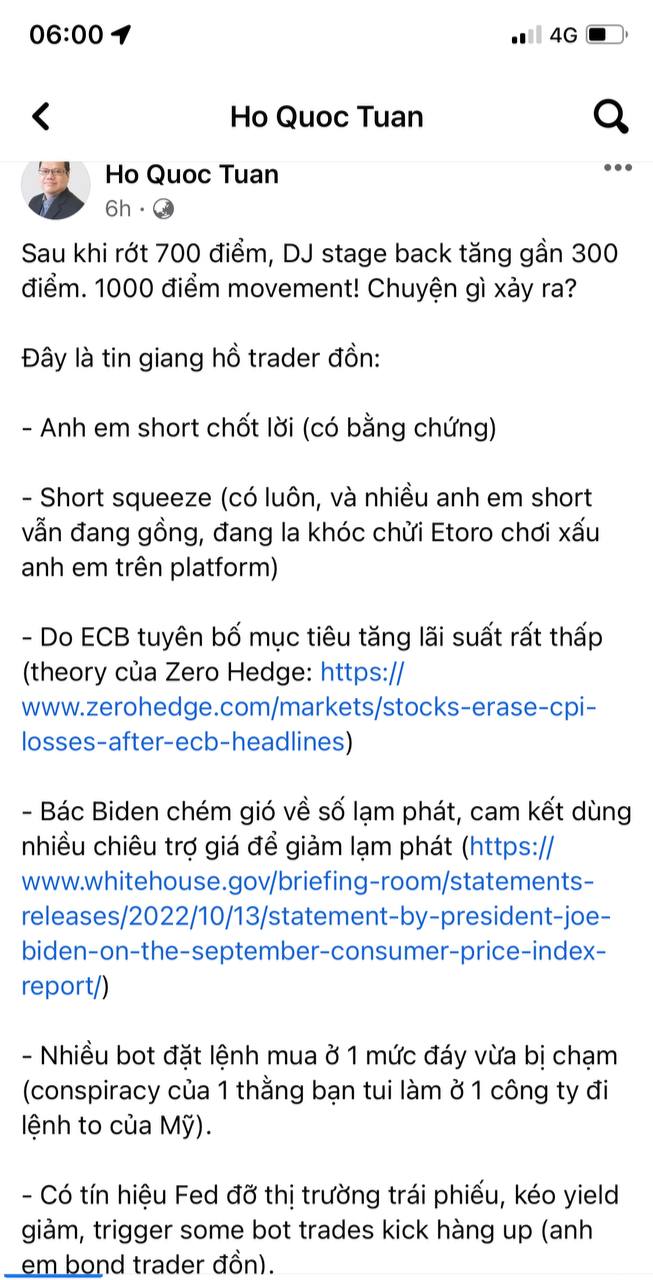 06:00
4G
Ho Quoc Tuan
Ho Quoc Tuan
6h ·
Sau khi rớt 700 điểm, DJ stage back tăng gần 300
điểm. 1000 điểm movement! Chuyện gì xảy ra?
Đây là tin giang hồ trader đồn:
- Anh em short chốt lời (có bằng chứng)
- Short squeeze (có luôn, và nhiều anh em short
vẫn đang gồng, đang la khóc chửi Etoro chơi xấu
anh em trên platform)
- Do ECB tuyên bố mục tiêu tăng lãi suất rất thấp
(theory của Zero Hedge: https://
www.zerohedge.com/markets/stocks-erase-cpi-
losses-after-ecb-headlines)
- Bác Biden chém gió về số lạm phát, cam kết dùng
nhiều chiêu trợ giá để giảm lạm phát (https://
www.whitehouse.gov/briefing-room/statements-
releases/2022/10/13/statement-by-president-joe-
biden-on-the-september-consumer-price-index-
report/)
- Nhiều bot đặt lệnh mua ở 1 mức đáy vừa bị chạm
(conspiracy của 1 thằng bạn tui làm ở 1 công ty đi
lệnh to của Mỹ).
- Có tín hiệu Fed đỡ thị trường trái phiếu, kéo yield
giảm, trigger some bot trades kick hàng up (anh
em bond trader đồn).